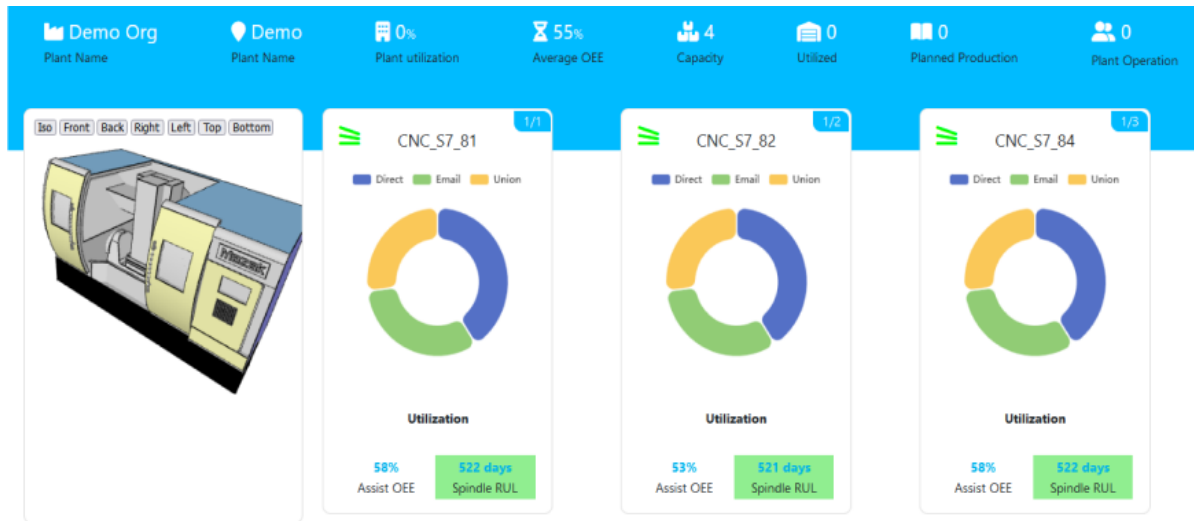 Demo Org
Plant Name
Demo
Plant Name
0%
Plant utilization
55%
Average OEE
4
Capacity
0
Utilized
0
Planned Production
0
Plant Operation
Iso Front Back Right Left Top Bottom
Mazak
1/1
CNC_S7_81
Direct Email Union
Utilization
58%
Assist OEE
522 days
Spindle RUL
1/2
CNC_S7_82
Direct Email Union
Utilization
53%
Assist OEE
521 days
Spindle RUL
1/3
CNC_S7_84
Direct Email Union
Utilization
58%
Assist OEE
522 days
Spindle RUL